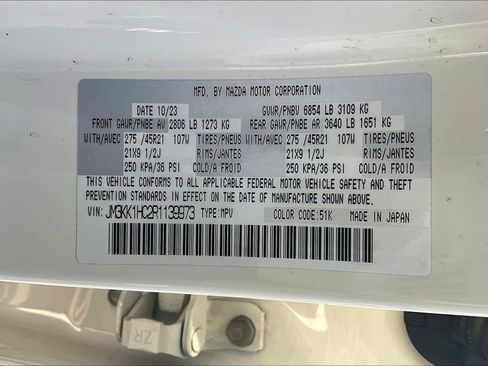 MFD. BY MAZDA MOTOR CORPORATION
DATE 10/23 GVWR/PNBV 6854 LB 3109 KG
FRONT GAWR/PNBE AV 2806 LB 1273 KG REAR GAWR/PNBE AR 3640 LB 1651 KG
WITH/AVEC 275 /45R21 107W TIRES/PNEUS WITH/AVEC 275 /45R21 107W TIRES/PNEUS
21X9 1/2J RIMS/JANTES 21X9 1/2J RIMS/JANTES
250 KPA/36 PSI COLD/A FROID 250 KPA/36 PSI COLD/A FROID
THIS VEHICLE CONFORMS TO ALL APPLICABLE FEDERAL MOTOR VEHICLE SAFETY AND THEFT
PREVENTION STANDARDS IN EFFECT ON THE DATE OF MANUFACTURE SHOWN ABOVE.
VIN: JM3KK1HC2R1139973 TYPE:MPV COLOR CODE:51K MADE IN JAPAN
ZR